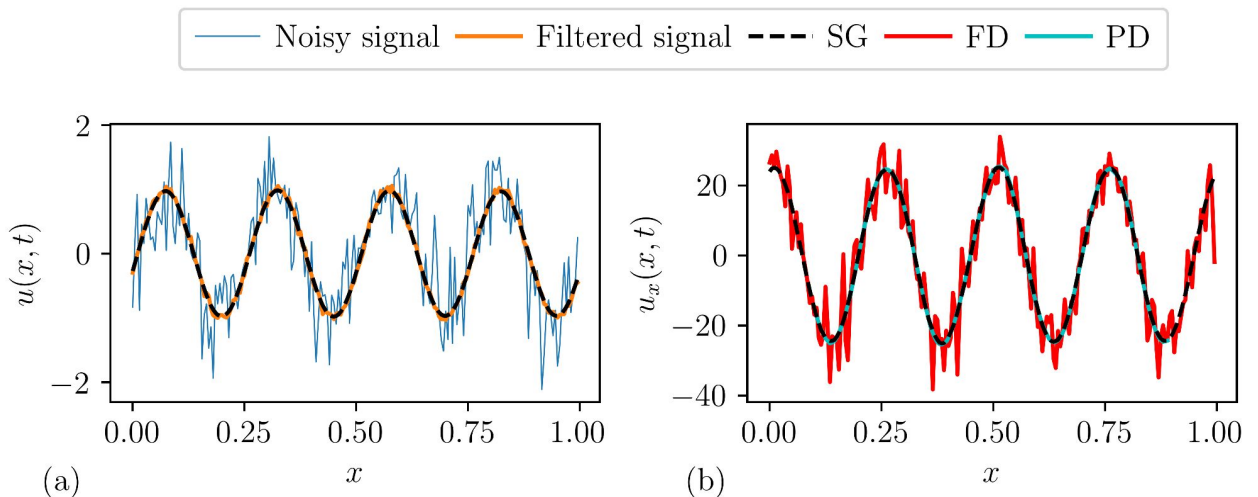 Noisy signal Filtered signal SG FD PD
2
0
−2
u(x, t)
0.00 0.25 0.50 0.75 1.00
x
(a)
20
0
−20
−40
u_x(x, t)
0.00 0.25 0.50 0.75 1.00
x
(b)